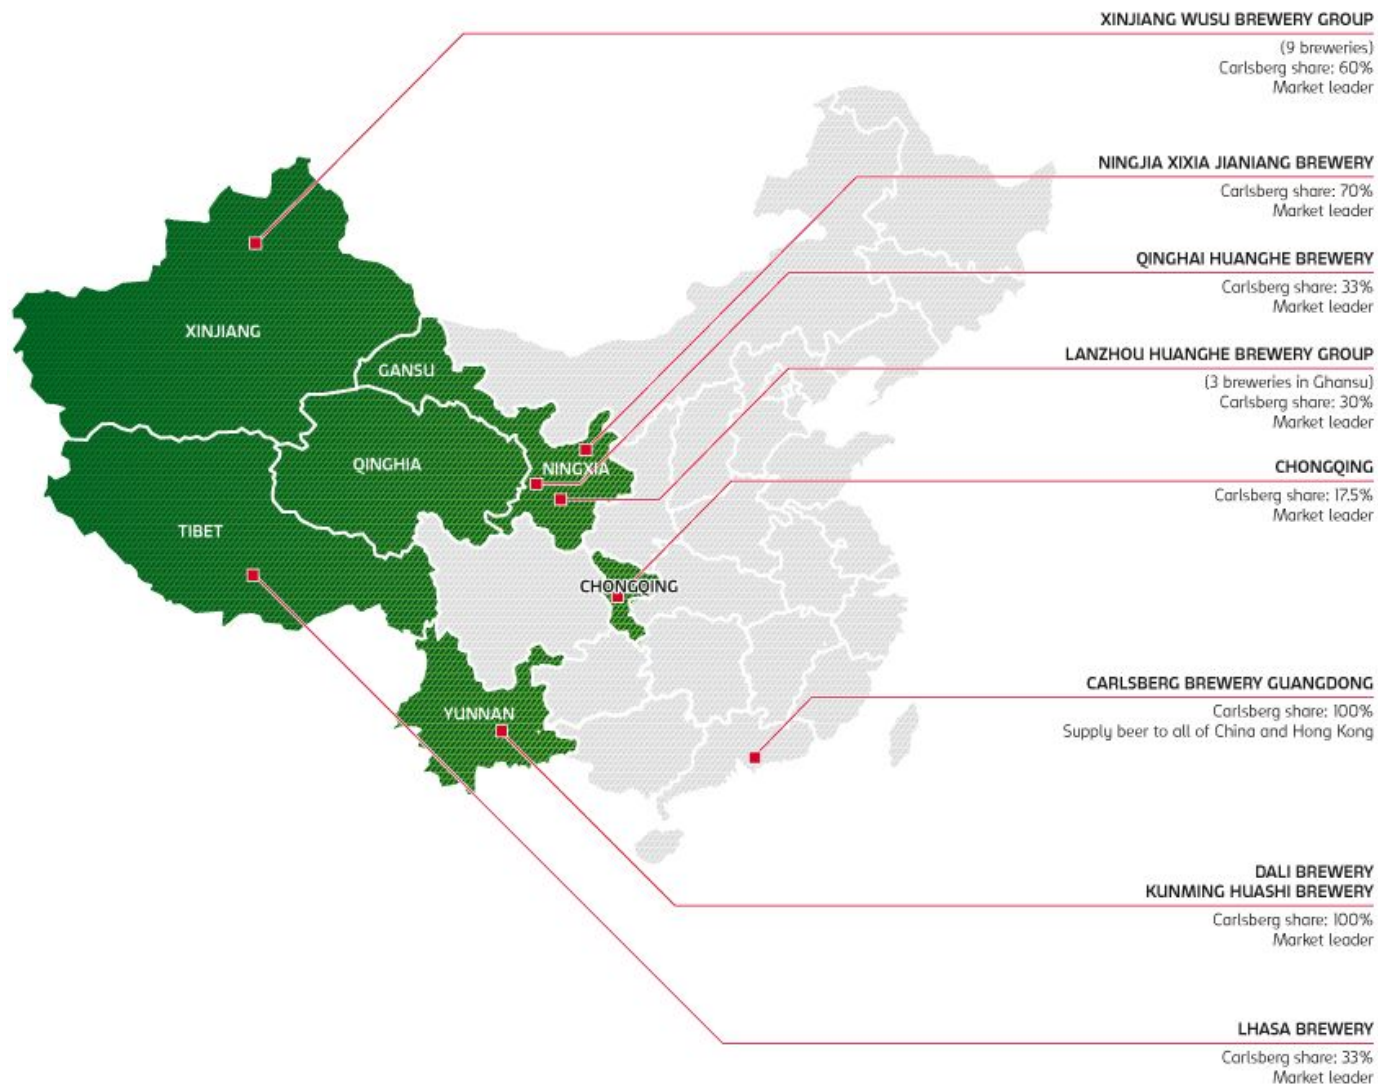 XINJIANG WUSU BREWERY GROUP
(9 breweries)
Carlsberg share: 60%
Market leader
NINGJIA XIXIA JIANIANG BREWERY
Carlsberg share: 70%
Market leader
QINGHAI HUANGHE BREWERY
Carlsberg share: 33%
Market leader
LANZHOU HUANGHE BREWERY GROUP
(3 breweries in Ghansu)
Carlsberg share: 30%
Market leader
CHONGQING
Carlsberg share: 17.5%
Market leader
CARLSBERG BREWERY GUANGDONG
Carlsberg share: 100%
Supply beer to all of China and Hong Kong
DALI BREWERY
KUNMING HUASHI BREWERY
Carlsberg share: 100%
Market leader
LHASA BREWERY
Carlsberg share: 33%
Market leader
XINJIANG
GANSU
QINGHIA
NINGXIA
TIBET
CHONGQING
YUNNAN